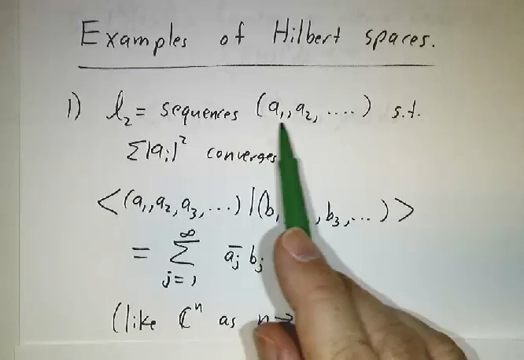 Examples of Hilbert spaces.
1) l₂ = sequences (a₁, a₂, ....) s.t.
Σ|aᵢ|² converges
<(a₁, a₂, a₃, ...) | (b, , b₃, ...)>
= Σ_{j=1}^{∞} a̅ⱼ bⱼ
(like ℂⁿ as n→